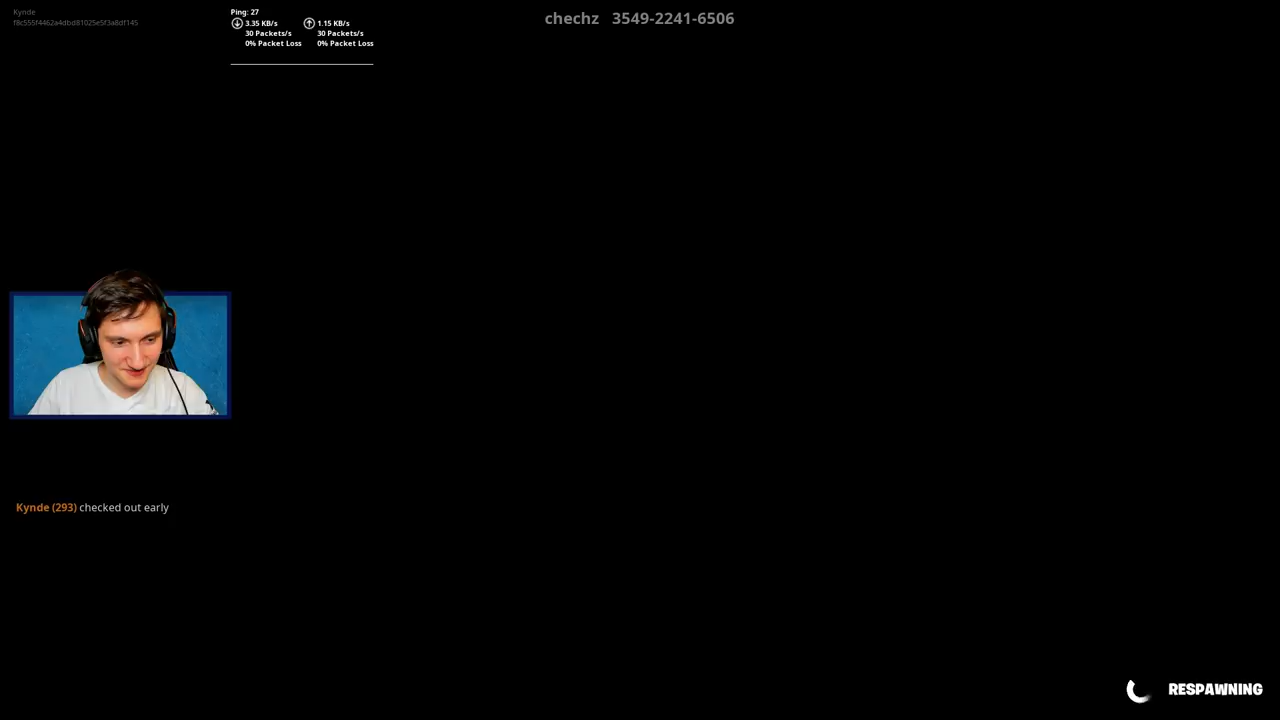 Kynde
f8c555f4462a4dbd81025e5f3a8df145
Ping: 27
3.35 KB/s
30 Packets/s
0% Packet Loss
1.15 KB/s
30 Packets/s
0% Packet Loss
chechz 3549-2241-6506
Kynde (293) checked out early
RESPAWNING